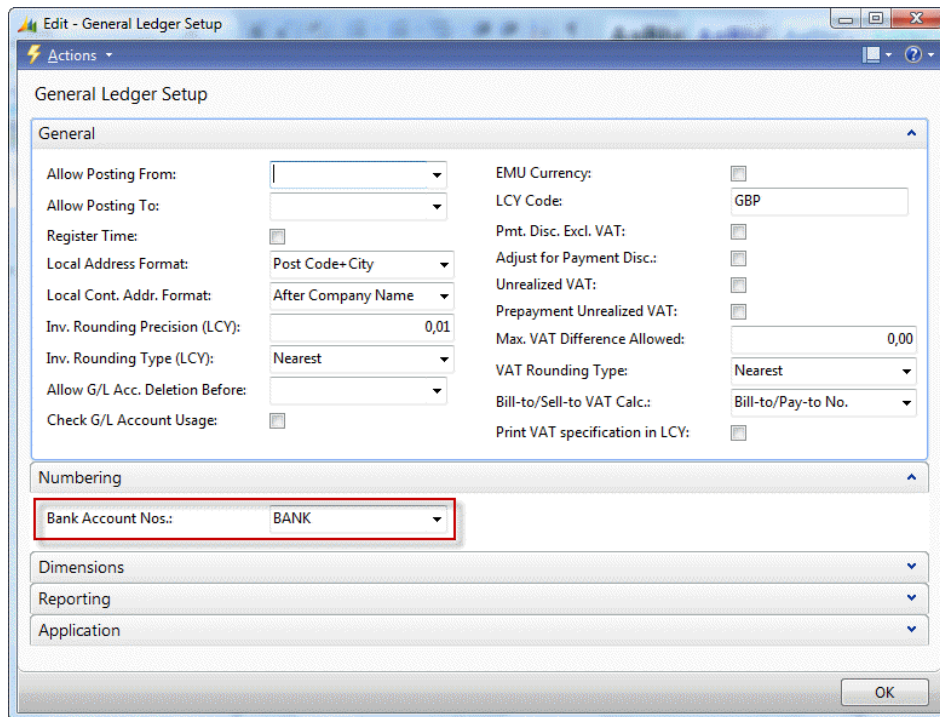 Edit - General Ledger Setup
Actions
General Ledger Setup
General
Allow Posting From:
Allow Posting To:
Register Time:
Local Address Format: Post Code+City
Local Cont. Addr. Format: After Company Name
Inv. Rounding Precision (LCY): 0,01
Inv. Rounding Type (LCY): Nearest
Allow G/L Acc. Deletion Before:
Check G/L Account Usage:
EMU Currency:
LCY Code: GBP
Pmt. Disc. Excl. VAT:
Adjust for Payment Disc.:
Unrealized VAT:
Prepayment Unrealized VAT:
Max. VAT Difference Allowed: 0,00
VAT Rounding Type: Nearest
Bill-to/Sell-to VAT Calc.: Bill-to/Pay-to No.
Print VAT specification in LCY:
Numbering
Bank Account Nos.: BANK
Dimensions
Reporting
Application
OK